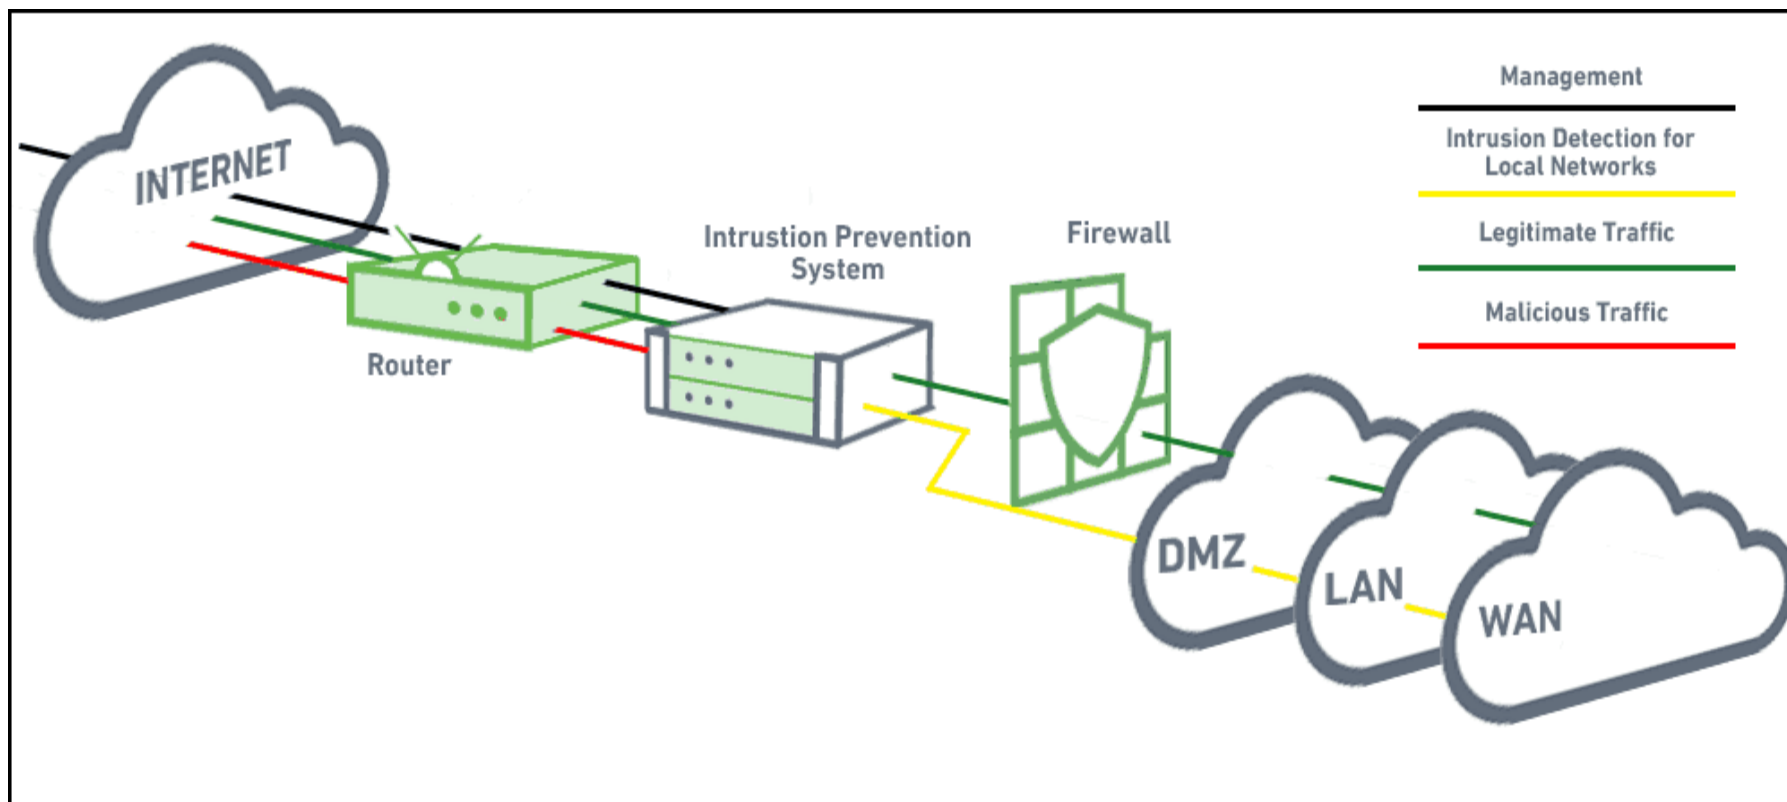 INTERNET
Router
Intrustion Prevention
System
Firewall
Management
Intrusion Detection for
Local Networks
Legitimate Traffic
Malicious Traffic
DMZ
LAN
WAN